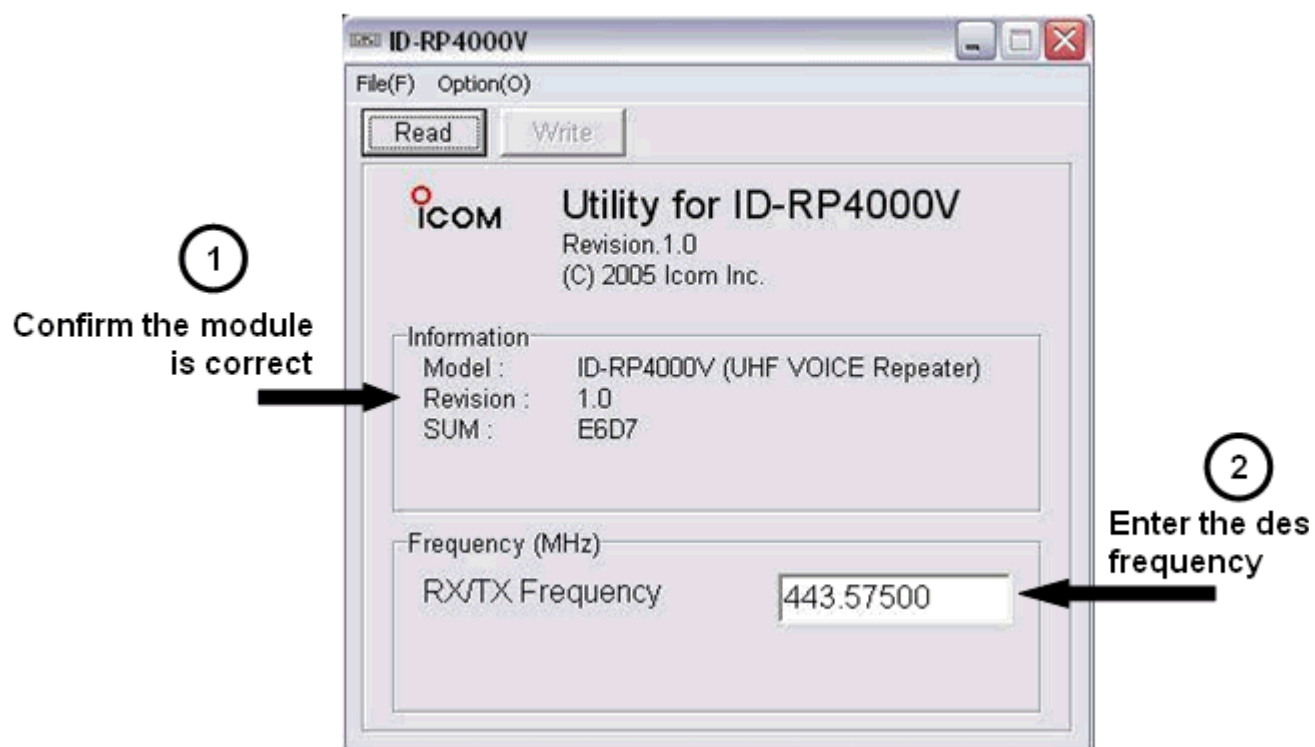 ID-RP4000V
File(F) Option(O)
Read Write
ICOM Utility for ID-RP4000V
Revision.1.0
(C) 2005 Icom Inc.
1
Confirm the module
is correct
Information
Model : ID-RP4000V (UHF VOICE Repeater)
Revision : 1.0
SUM : E6D7
2
Enter the des
frequency
Frequency (MHz)
RX/TX Frequency 443.57500